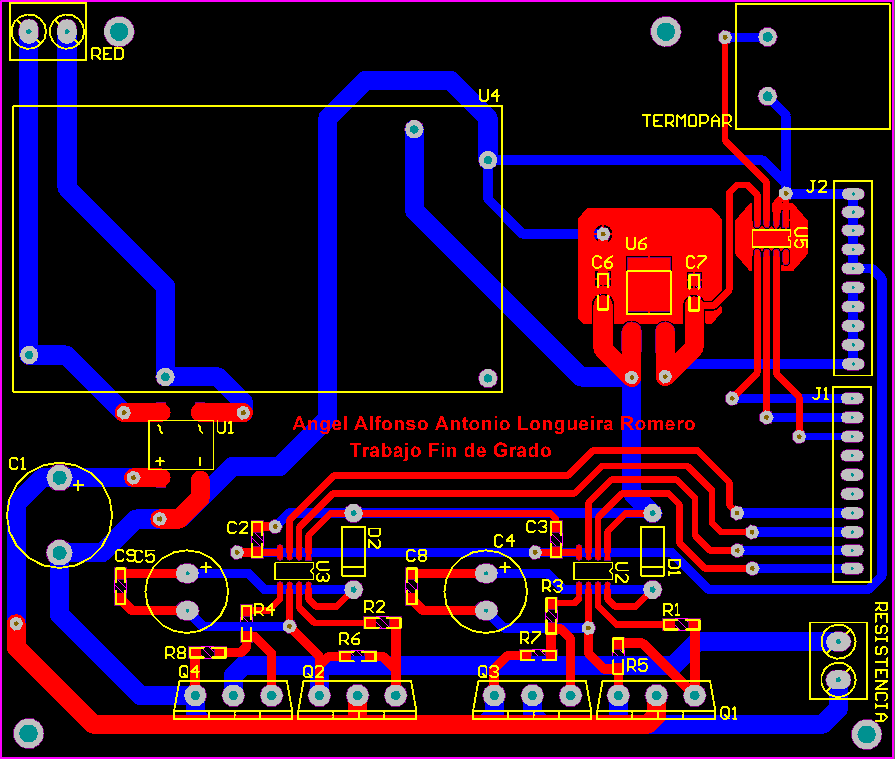 RED
U4
TERMOPAR
J2
U5
U6
C6
C7
J1
Angel Alfonso Antonio Longueira Romero
Trabajo Fin de Grado
U1
+ -
C1
+
C2
D2
C3
C4
D1
C9
C5
+
U3
C8
+
U2
R4
R2
R3
R1
R8
R6
R7
R5
Q4
Q2
Q3
Q1
RESISTENCIA